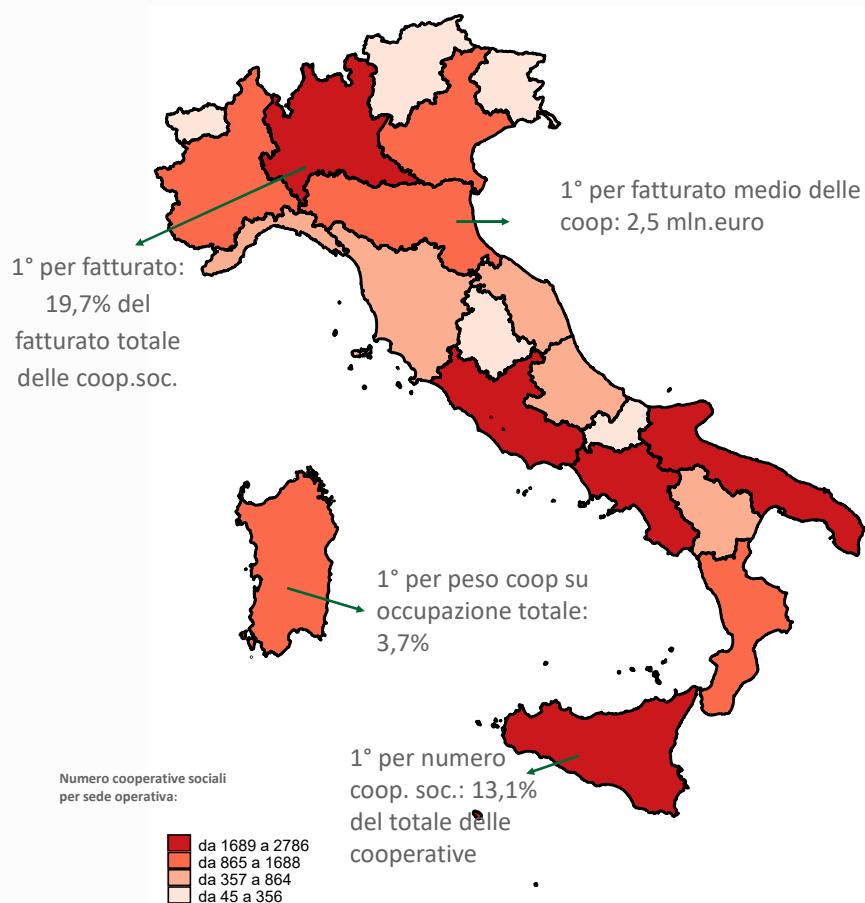 1° per fatturato medio delle
coop: 2,5 mln.euro
1° per fatturato:
19,7% del
fatturato totale
delle coop.soc.
1° per peso coop su
occupazione totale:
3,7%
1° per numero
coop. soc.: 13,1%
del totale delle
cooperative
Numero cooperative sociali
per sede operativa:
da 1689 a 2786
da 865 a 1688
da 357 a 864
da 45 a 356